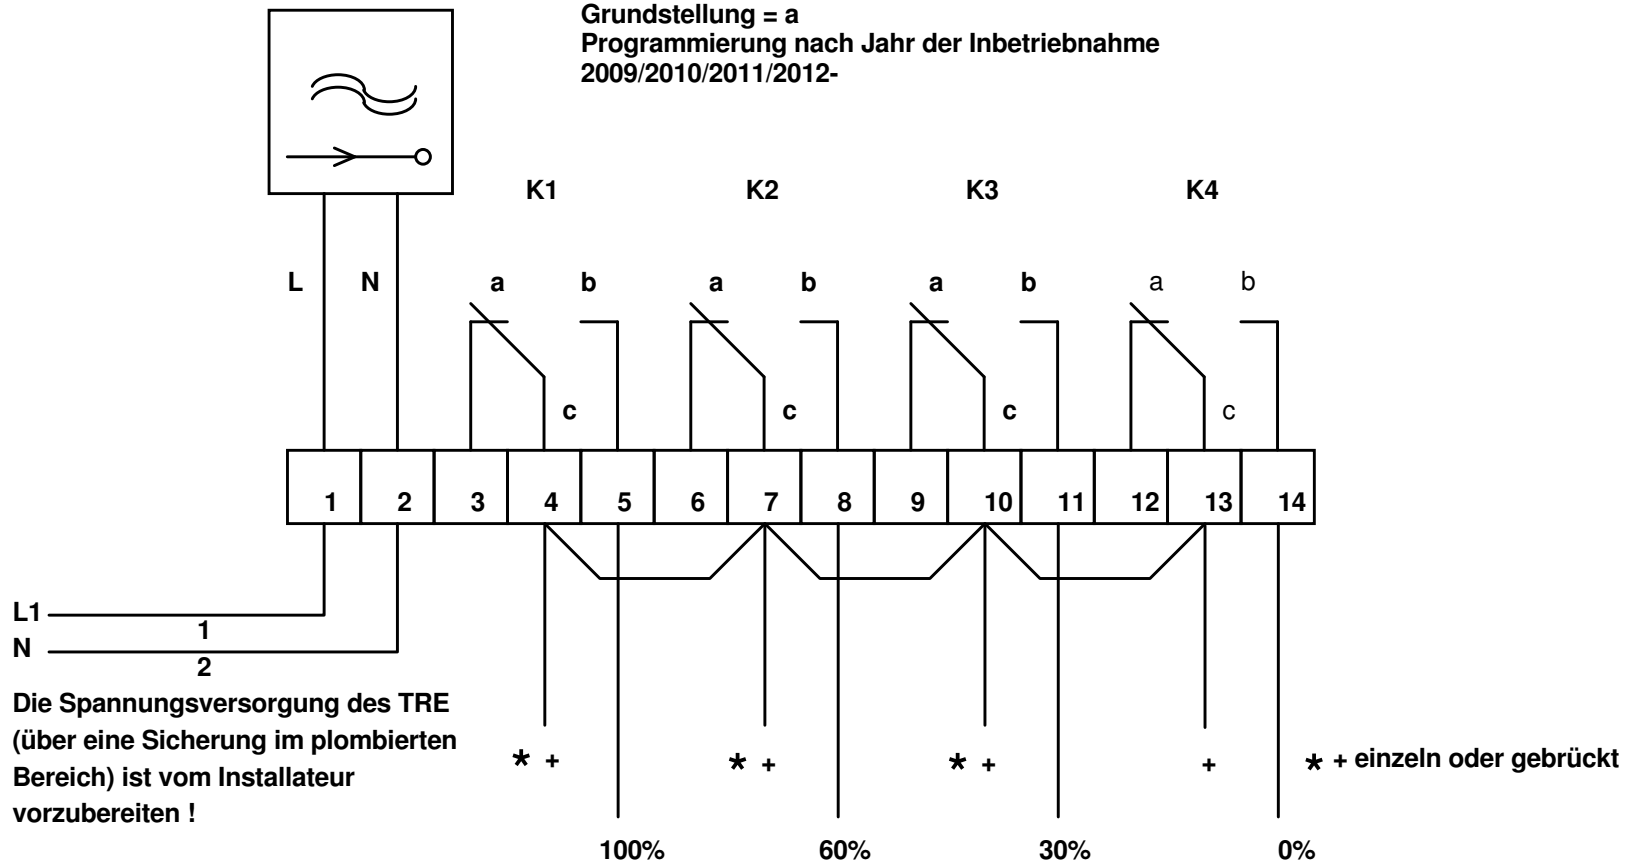 Grundstellung = a
Programmierung nach Jahr der Inbetriebnahme
2009/2010/2011/2012-
K1 K2 K3 K4
L N a b a b a b a b
c c c c
1 2 3 4 5 6 7 8 9 10 11 12 13 14
L1
1
N
2
Die Spannungsversorgung des TRE
(über eine Sicherung im plombierten
Bereich) ist vom Installateur
vorzubereiten !
* + * + * + + * + einzeln oder gebrückt
100% 60% 30% 0%